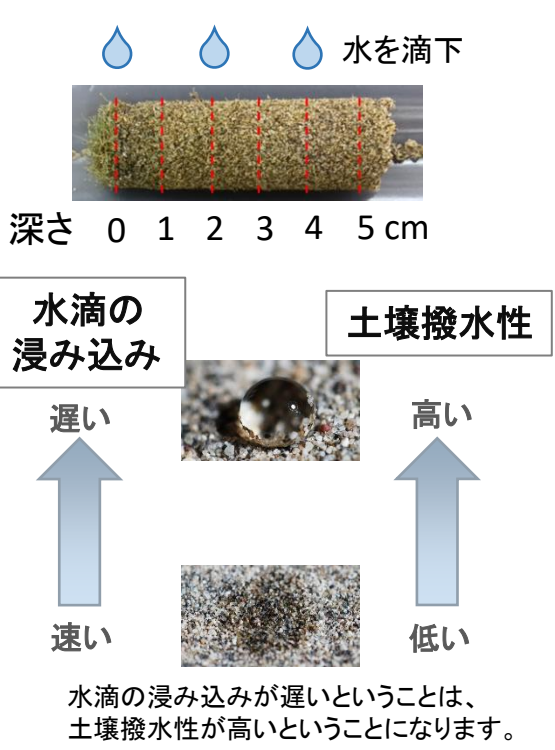 水を滴下
深さ 0 1 2 3 4 5 cm
水滴の
浸み込み
土壌撥水性
遅い
高い
速い
低い
水滴の浸み込みが遅いということは、
土壌撥水性が高いということになります。